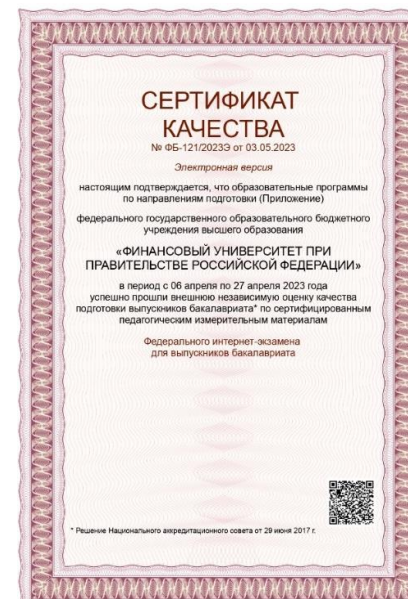 СЕРТИФИКАТ
КАЧЕСТВА
№ ФБ-121/2023Э от 03.05.2023
Электронная версия
настоящим подтверждается, что образовательные программы
по направлениям подготовки (Приложение)
федерального государственного образовательного бюджетного
учреждения высшего образования
«ФИНАНСОВЫЙ УНИВЕРСИТЕТ ПРИ
ПРАВИТЕЛЬСТВЕ РОССИЙСКОЙ ФЕДЕРАЦИИ»
в период с 06 апреля по 27 апреля 2023 года
успешно прошли внешнюю независимую оценку качества
подготовки выпускников бакалавриата* по сертифицированным
педагогическим измерительным материалам
Федерального интернет-экзамена
для выпускников бакалавриата
* Решение Национального аккредитационного совета от 29 июня 2017 г.